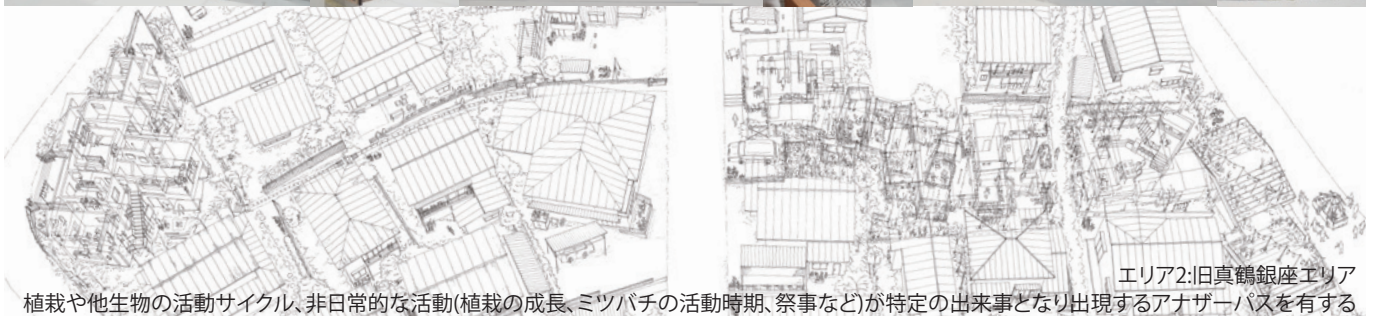 エリア2:旧真鶴銀座エリア
植栽や他生物の活動サイクル、非日常的な活動(植栽の成長、ミツバチの活動時期、祭事など)が特定の出来事となり出現するアナザーパスを有する